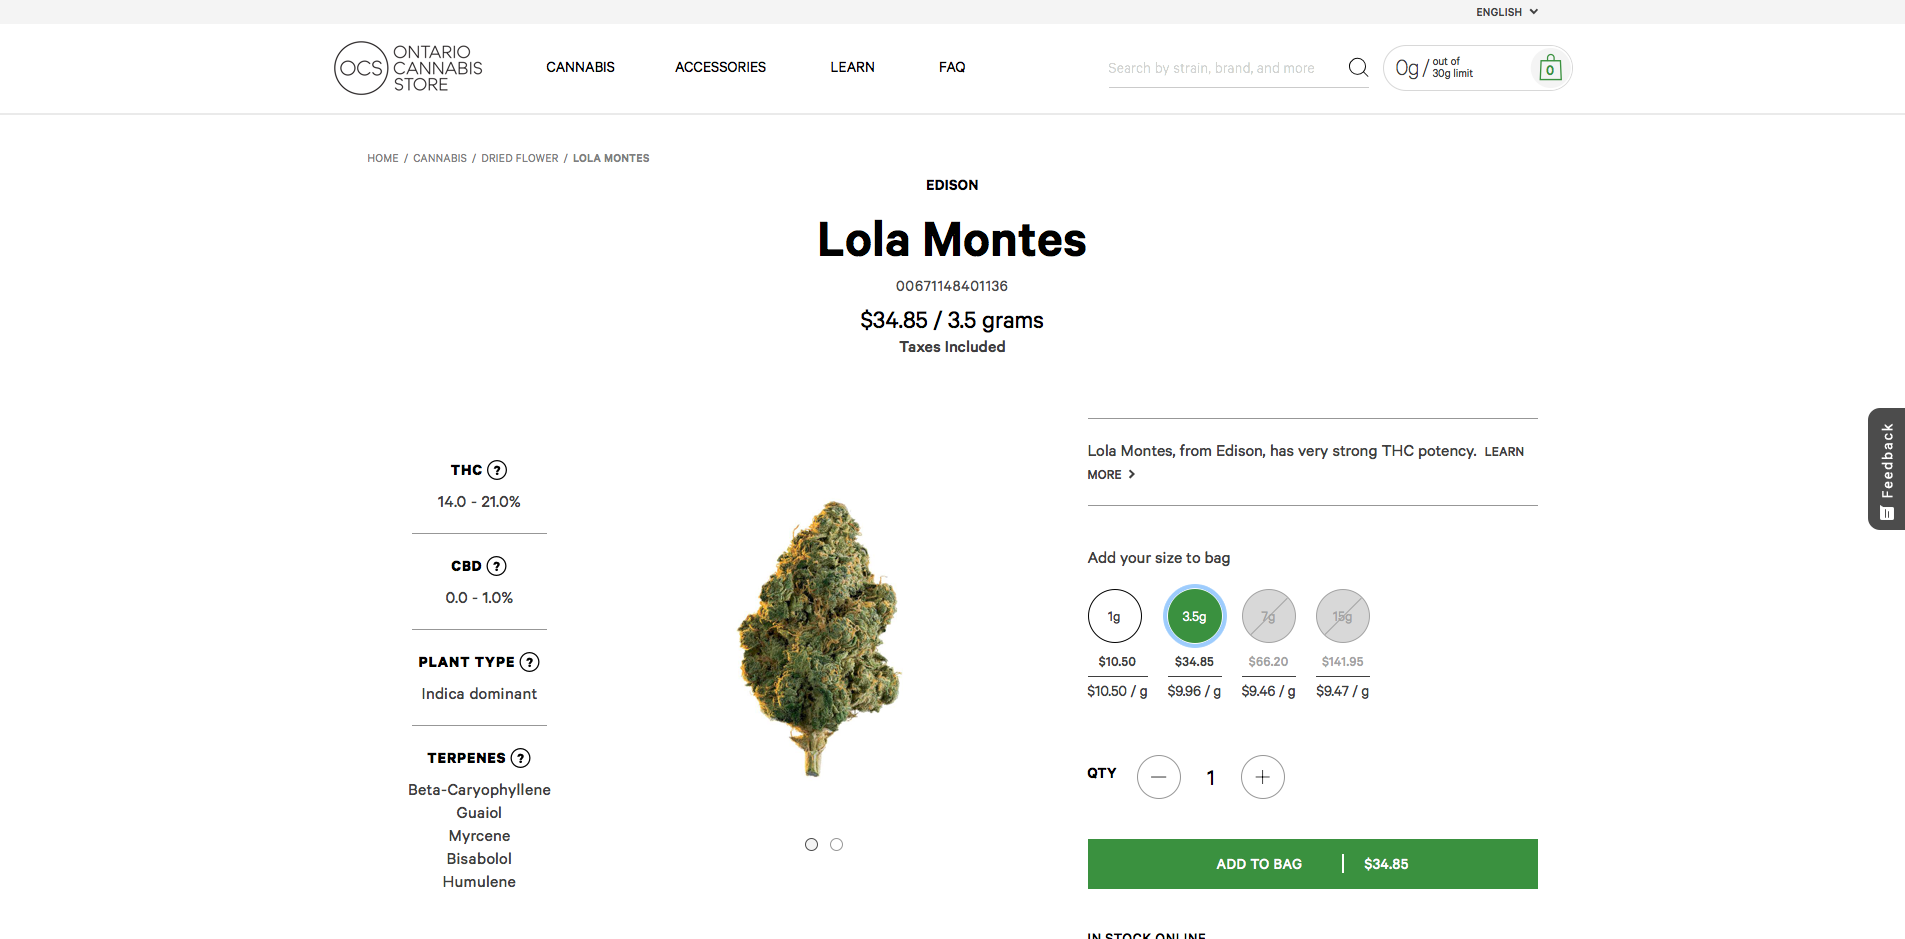 ENGLISH
OCS
ONTARIO
CANNABIS
STORE
CANNABIS
ACCESSORIES
LEARN
FAQ
Search by strain, brand, and more
0g / out of
30g limit
0
HOME / CANNABIS / DRIED FLOWER / LOLA MONTES
EDISON
Lola Montes
00671148401136
$34.85 / 3.5 grams
Taxes Included
THC ?
14.0 - 21.0%
CBD ?
0.0 - 1.0%
PLANT TYPE ?
Indica dominant
TERPENES ?
Beta-Caryophyllene
Guaiol
Myrcene
Bisabolol
Humulene
Lola Montes, from Edison, has very strong THC potency. LEARN
MORE
Add your size to bag
1g 3.5g 7g 15g
$10.50 $34.85 $66.20 $141.95
$10.50 / g $9.96 / g $9.46 / g $9.47 / g
QTY 1
ADD TO BAG | $34.85
IN STOCK ONLINE
Feedback